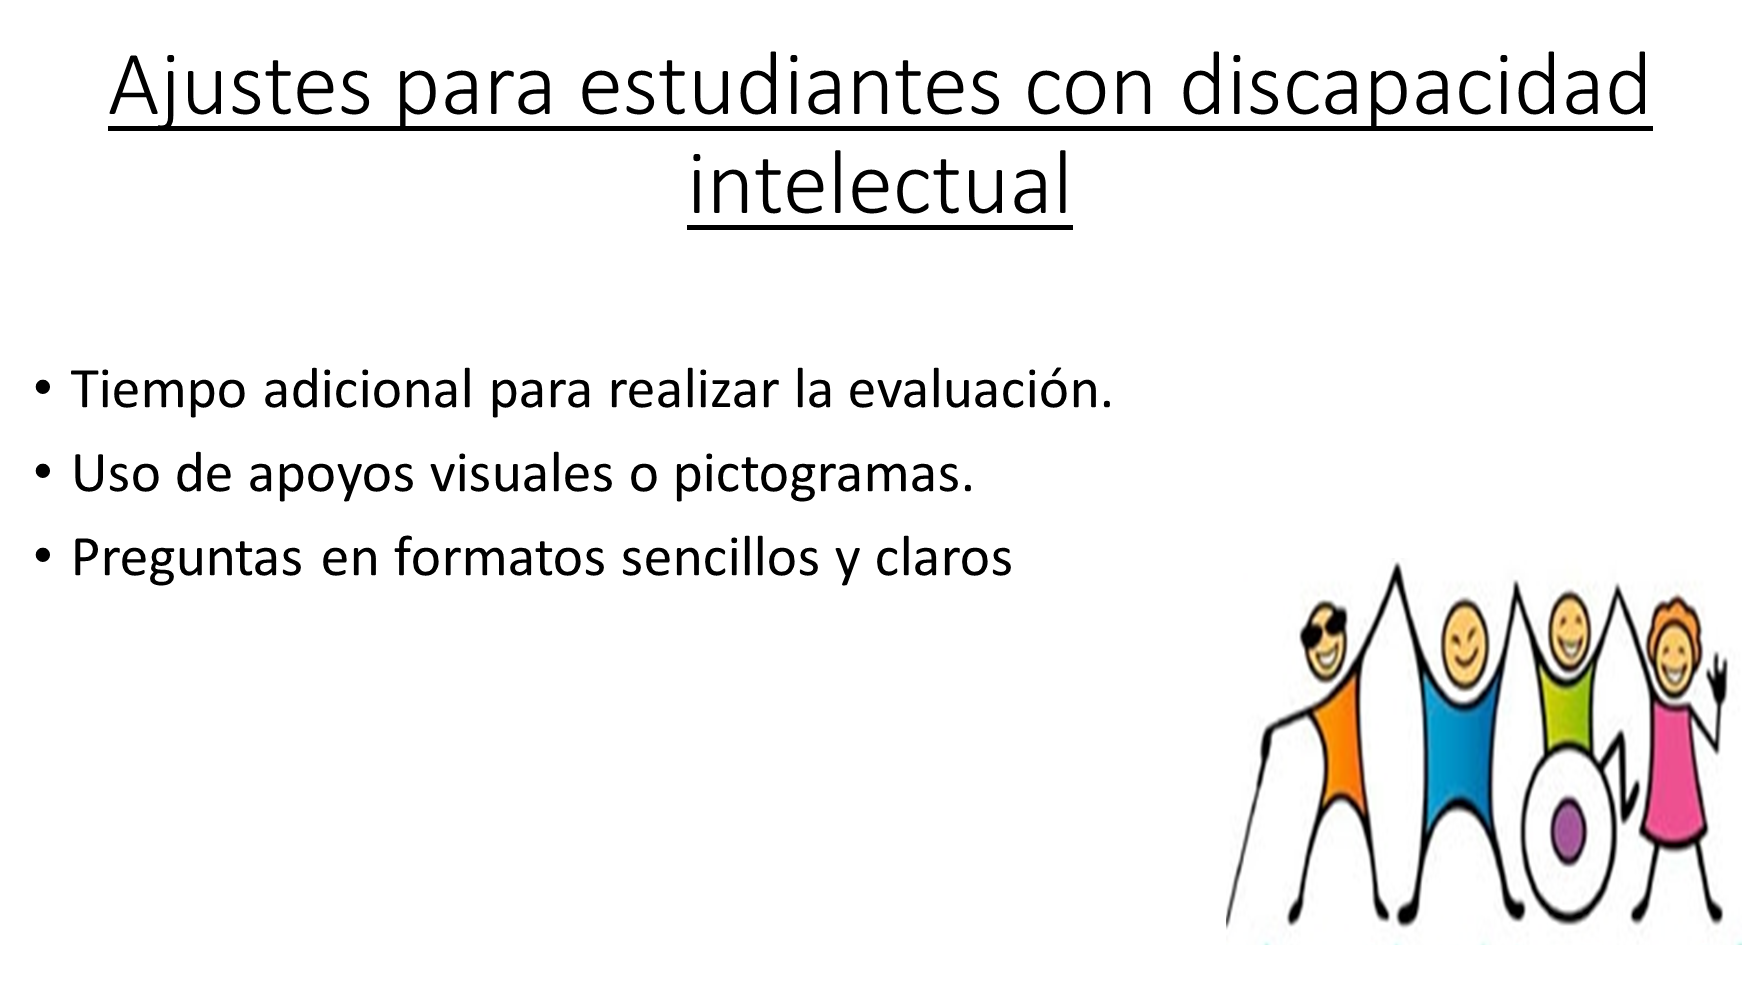 Ajustes para estudiantes con discapacidad
intelectual
• Tiempo adicional para realizar la evaluación.
• Uso de apoyos visuales o pictogramas.
• Preguntas en formatos sencillos y claros